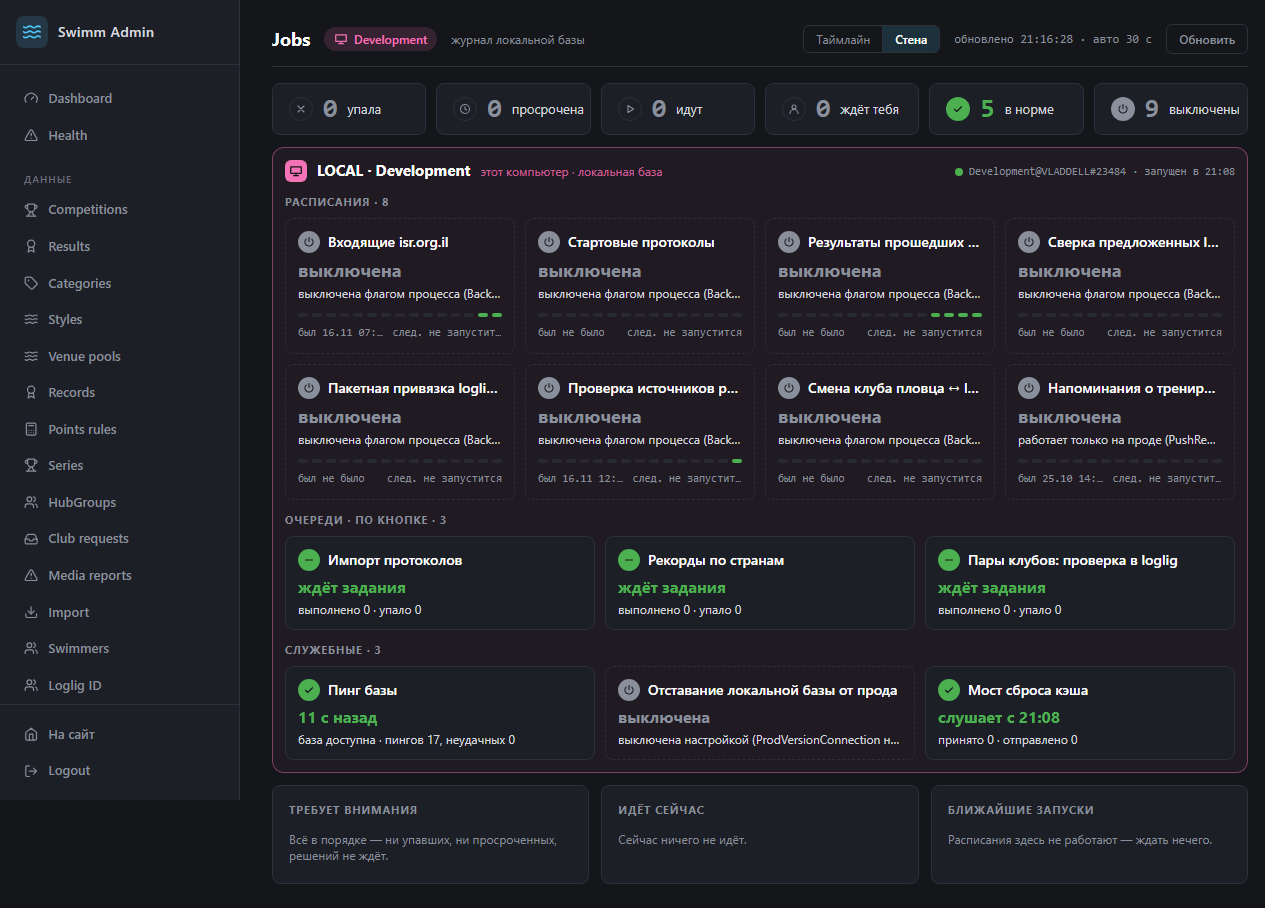 Swimm Admin
Dashboard
Health
ДАННЫЕ
Competitions
Results
Categories
Styles
Venue pools
Records
Points rules
Series
HubGroups
Club requests
Media reports
Import
Swimmers
Loglig ID
На сайт
Logout
Jobs
Development
журнал локальной базы
Таймлайн
Стена
обновлено 21:16:28 · авто 30 с
Обновить
0 упала
0 просрочена
0 идут
0 ждёт тебя
5 в норме
9 выключены
LOCAL · Development этот компьютер · локальная база
Development@VLADDELL#23484 · запущен в 21:08
РАСПИСАНИЯ · 8
Входящие isr.org.il
выключена
выключена флагом процесса (Back...
был 16.11 07:… след. не запустит…
Стартовые протоколы
выключена
выключена флагом процесса (Back...
был не было след. не запустится
Результаты прошедших ...
выключена
выключена флагом процесса (Back...
был не было след. не запустится
Сверка предложенных l...
выключена
выключена флагом процесса (Back...
был не было след. не запустится
Пакетная привязка logli...
выключена
выключена флагом процесса (Back...
был не было след. не запустится
Проверка источников р...
выключена
выключена флагом процесса (Back...
был 16.11 12:… след. не запустит…
Смена клуба пловца ↔ l...
выключена
выключена флагом процесса (Back...
был не было след. не запустится
Напоминания о тренир...
выключена
работает только на проде (PushRe...
был 25.10 14:… след. не запустит…
ОЧЕРЕДИ · ПО КНОПКЕ · 3
Импорт протоколов
ждёт задания
выполнено 0 · упало 0
Рекорды по странам
ждёт задания
выполнено 0 · упало 0
Пары клубов: проверка в loglig
ждёт задания
выполнено 0 · упало 0
СЛУЖЕБНЫЕ · 3
Пинг базы
11 с назад
база доступна · пингов 17, неудачных 0
Отставание локальной базы от прода
выключена
выключена настройкой (ProdVersionConnection н...
Мост сброса кэша
слушает с 21:08
принято 0 · отправлено 0
ТРЕБУЕТ ВНИМАНИЯ
Всё в порядке — ни упавших, ни просроченных,
решений не ждёт.
ИДЁТ СЕЙЧАС
Сейчас ничего не идёт.
БЛИЖАЙШИЕ ЗАПУСКИ
Расписания здесь не работают — ждать нечего.